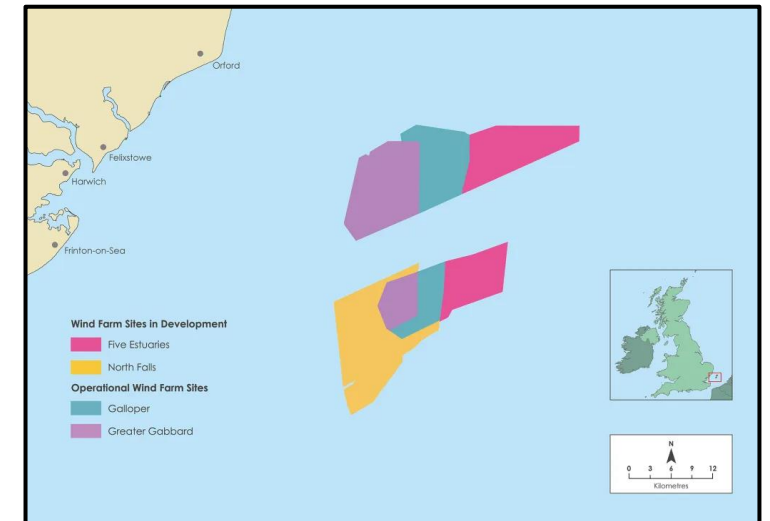 Orford
Felixstowe
Harwich
Frinton-on-Sea
Wind Farm Sites in Development
Five Estuaries
North Falls
Operational Wind Farm Sites
Galloper
Greater Gabbard
N
0 3 6 9 12
Kilometres